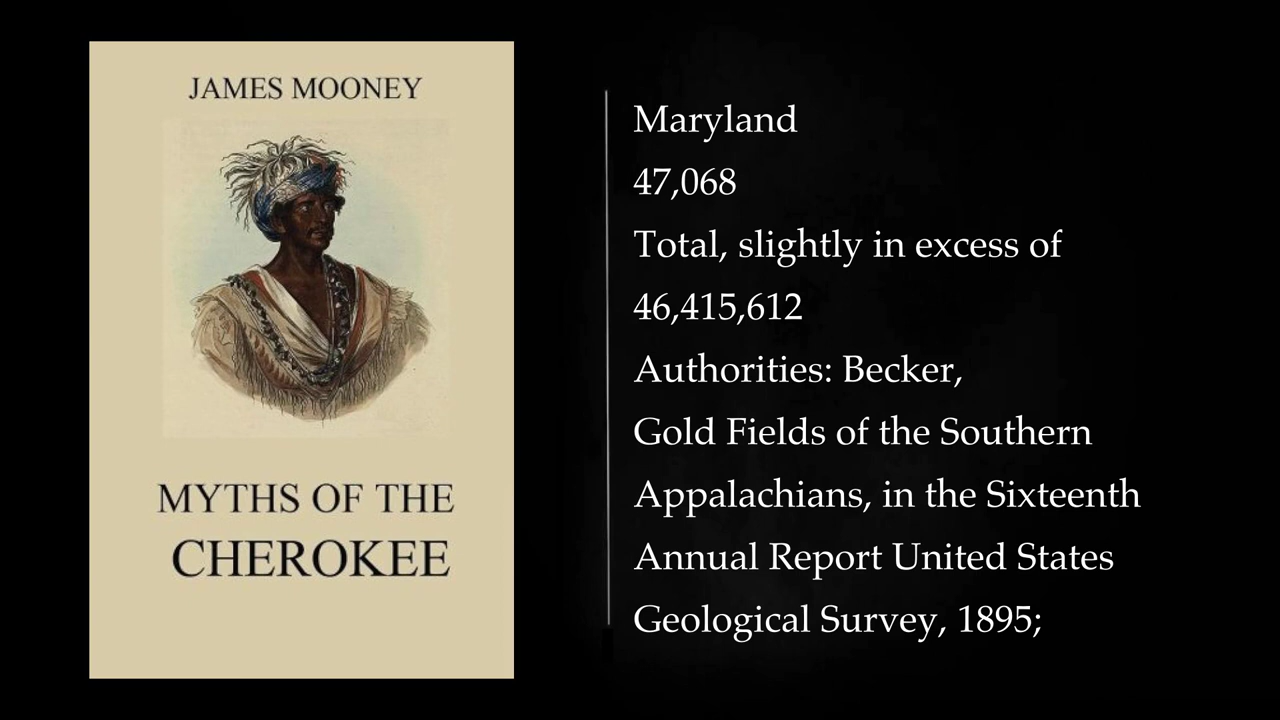 JAMES MOONEY
MYTHS OF THE
CHEROKEE
Maryland
47,068
Total, slightly in excess of
46,415,612
Authorities: Becker,
Gold Fields of the Southern
Appalachians, in the Sixteenth
Annual Report United States
Geological Survey, 1895;